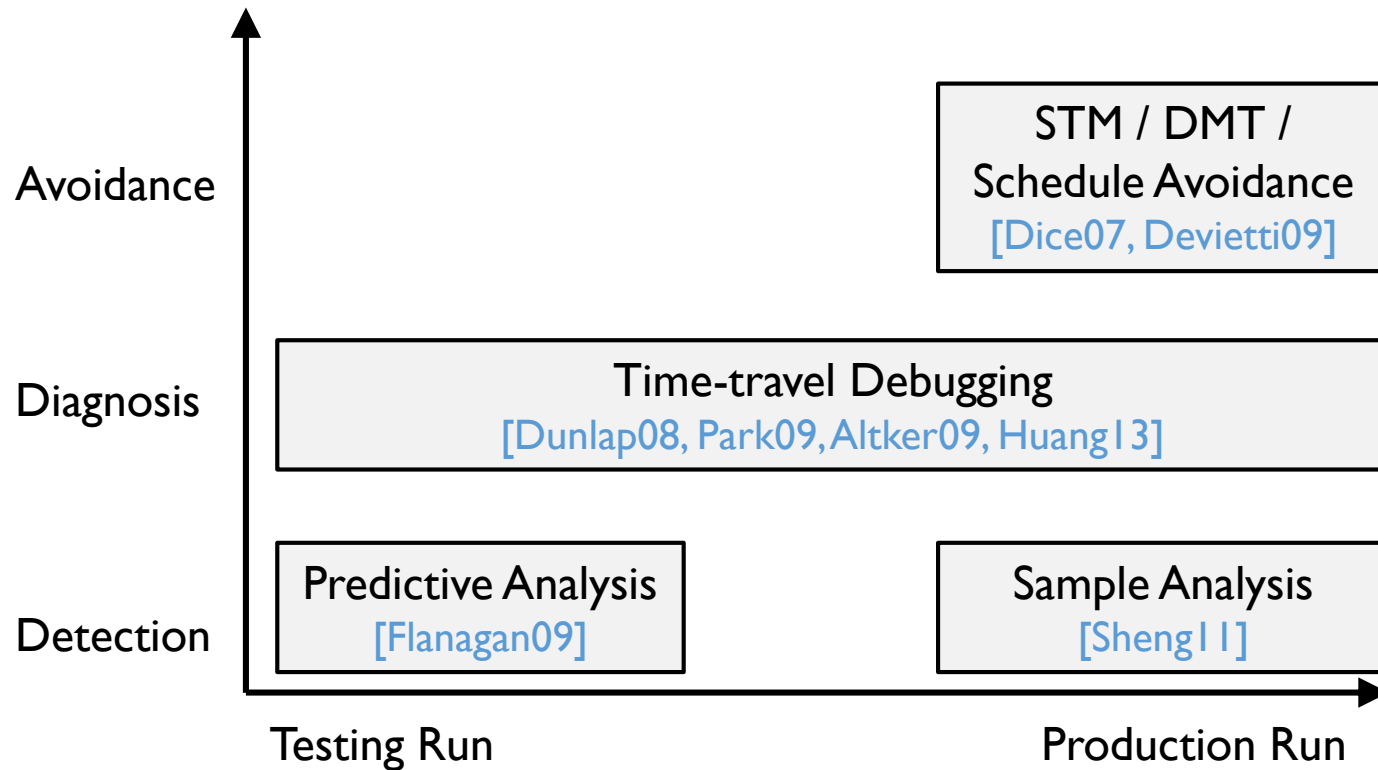 Avoidance
STM / DMT /
Schedule Avoidance
[Dice07, Devietti09]
Diagnosis
Time-travel Debugging
[Dunlap08, Park09, Altker09, Huang13]
Detection
Predictive Analysis
[Flanagan09]
Sample Analysis
[Sheng11]
Testing Run
Production Run